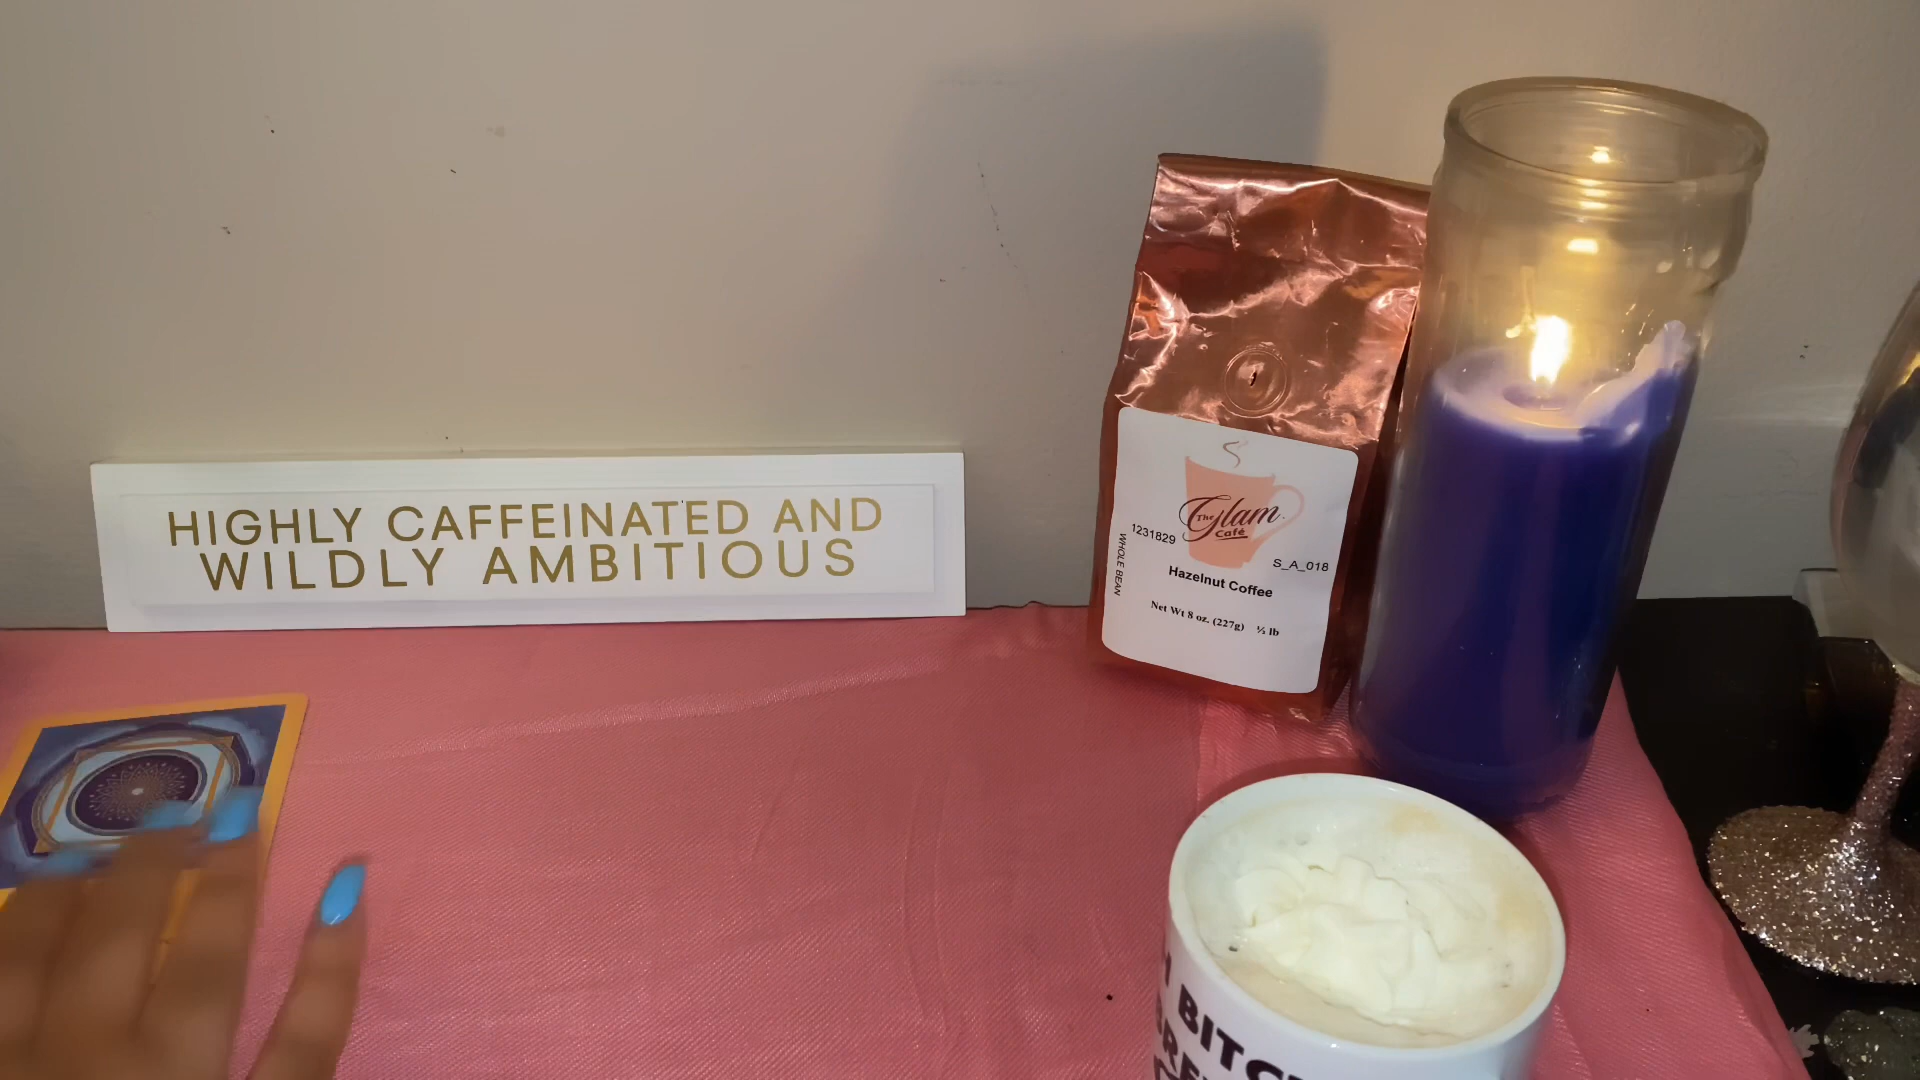 HIGHLY CAFFEINATED AND
WILDLY AMBITIOUS
The
Glam
Café
1231829
S_A_018
WHOLE BEAN
Hazelnut Coffee
Net Wt 8 oz. (227g) ½ lb